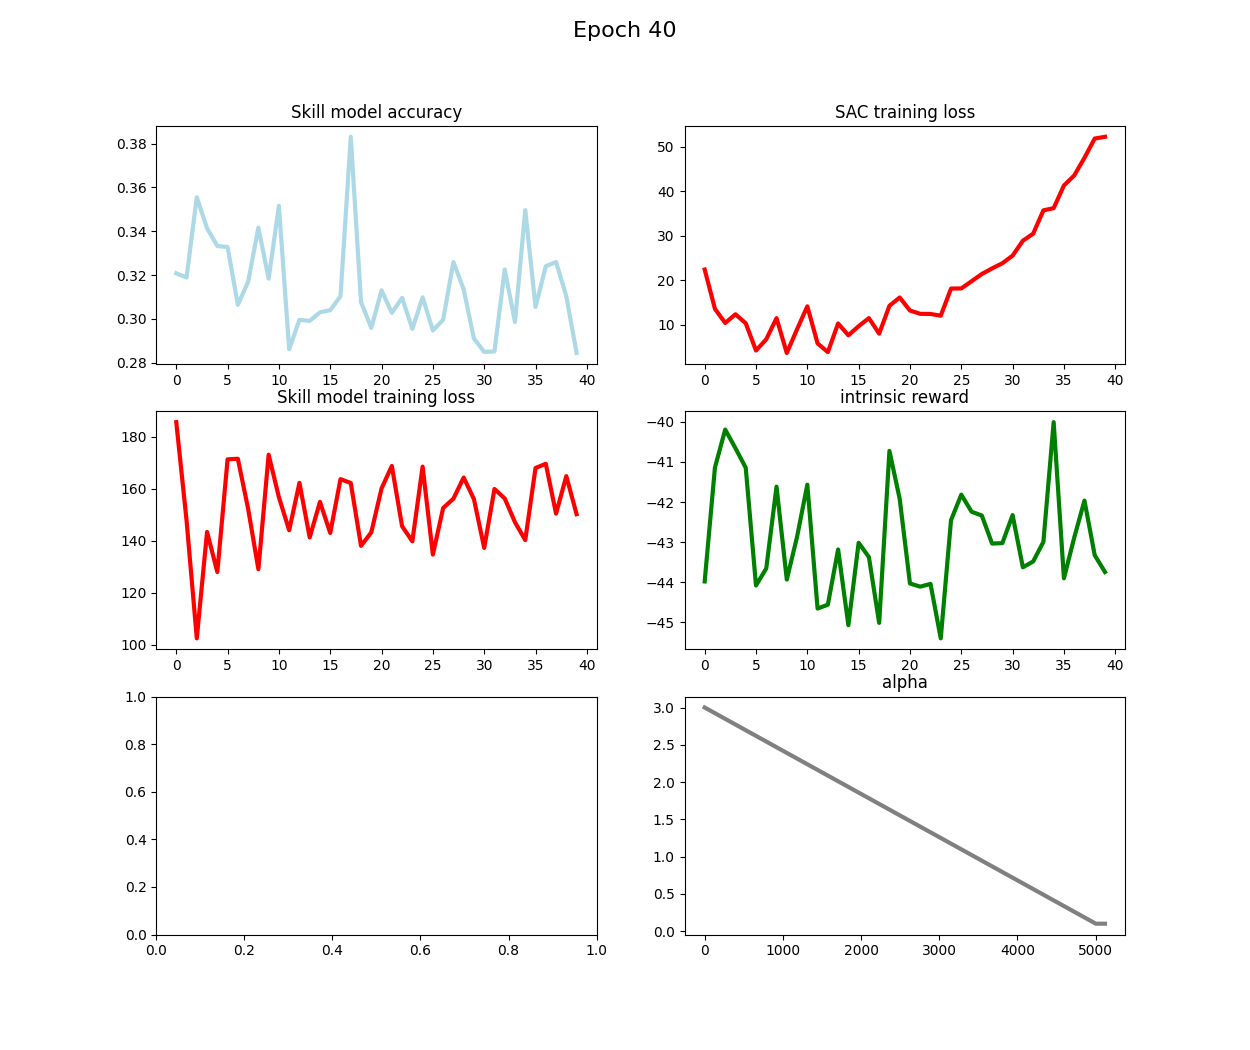 Epoch 40
Skill model accuracy
0.38
0.36
0.34
0.32
0.30
0.28
0 5 10 15 20 25 30 35 40
SAC training loss
50
40
30
20
10
0 5 10 15 20 25 30 35 40
Skill model training loss
180
160
140
120
100
0 5 10 15 20 25 30 35 40
intrinsic reward
−40
−41
−42
−43
−44
−45
0 5 10 15 20 25 30 35 40
1.0
0.8
0.6
0.4
0.2
0.0
0.0 0.2 0.4 0.6 0.8 1.0
alpha
3.0
2.5
2.0
1.5
1.0
0.5
0.0
0 1000 2000 3000 4000 5000